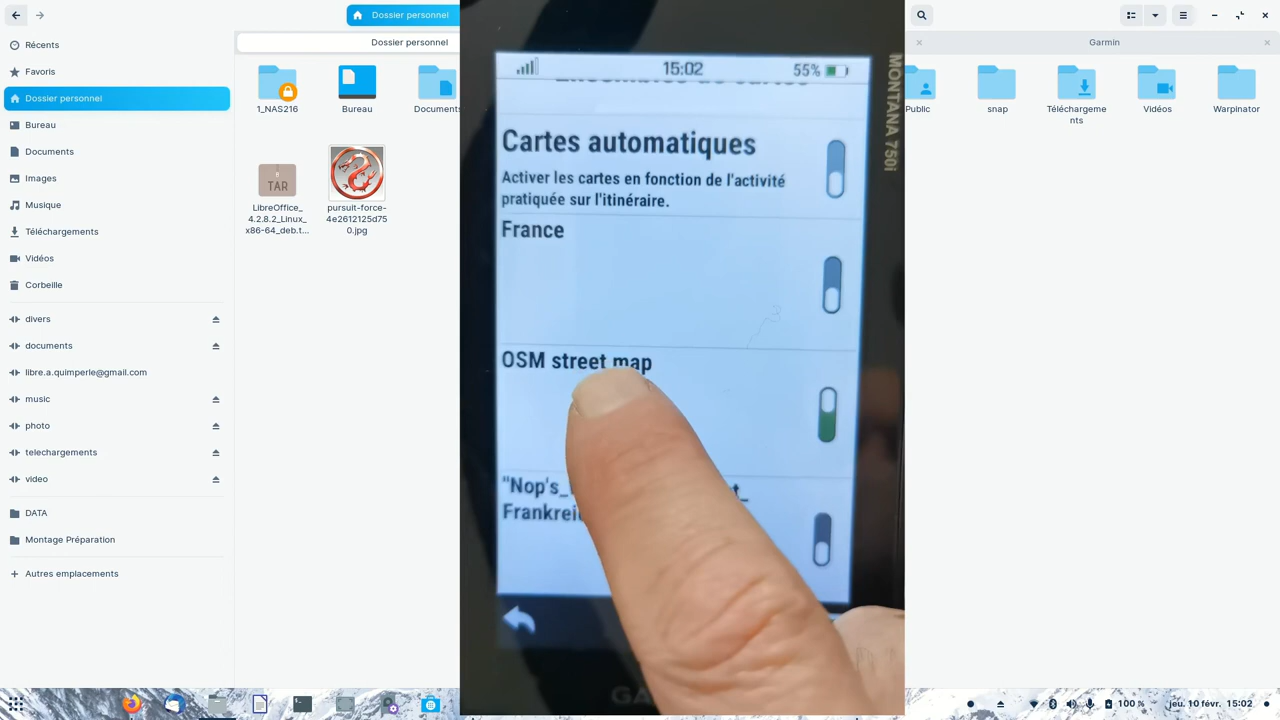 Dossier personnel
Dossier personnel
Garmin
Récents
Favoris
Dossier personnel
Bureau
Documents
Images
Musique
Téléchargements
Vidéos
Corbeille
divers
documents
libre.a.quimperle@gmail.com
music
photo
telechargements
video
DATA
Montage Préparation
Autres emplacements
1_NAS216
Bureau
Documents
LibreOffice_
4.2.8.2_Linux_
x86-64_deb.t...
pursuit-force-
4e2612125d75
0.jpg
TAR
15:02
55%
Cartes automatiques
Activer les cartes en fonction de l'activité
pratiquée sur l'itinéraire.
France
OSM street map
"Nop's_
MONTANA 750i
Public
snap
Téléchargeme
nts
Vidéos
Warpinator
100 %
jeu. 10 févr. 15:02